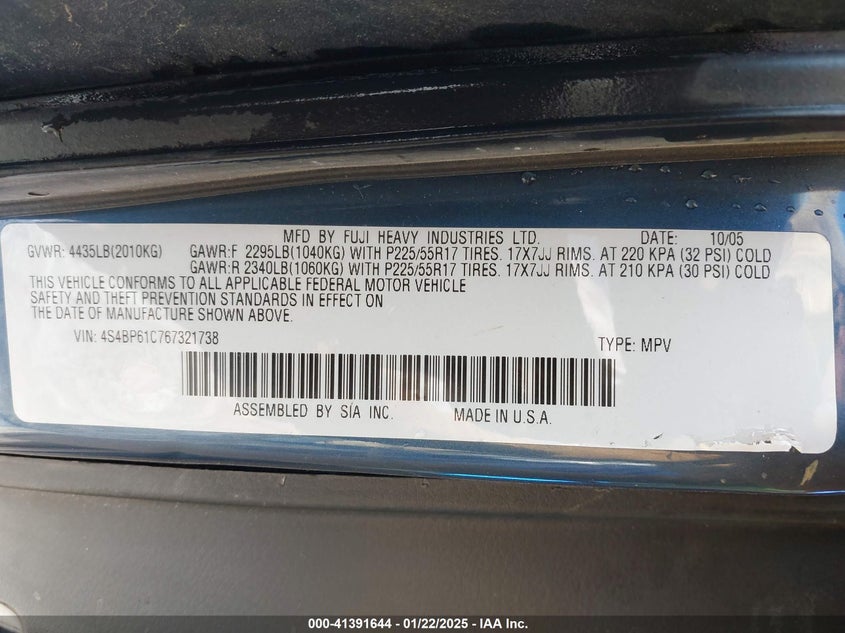 MFD BY FUJI HEAVY INDUSTRIES LTD. DATE: 10/05
GVWR: 4435LB(2010KG) GAWR:F 2295LB(1040KG) WITH P225/55R17 TIRES. 17X7JJ RIMS. AT 220 KPA (32 PSI) COLD
GAWR:R 2340LB(1060KG) WITH P225/55R17 TIRES. 17X7JJ RIMS. AT 210 KPA (30 PSI) COLD
THIS VEHICLE CONFORMS TO ALL APPLICABLE FEDERAL MOTOR VEHICLE
SAFETY AND THEFT PREVENTION STANDARDS IN EFFECT ON
THE DATE OF MANUFACTURE SHOWN ABOVE.
VIN: 4S4BP61C767321738 TYPE: MPV
ASSEMBLED BY SIA INC. MADE IN U.S.A.
000-41391644 - 01/22/2025 - IAA Inc.